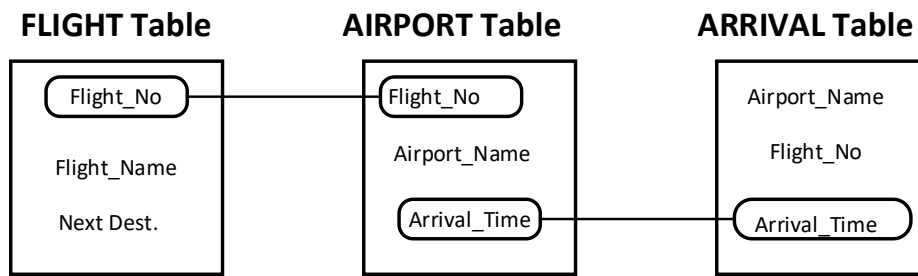 FLIGHT Table
Flight_No
Flight_Name
Next Dest.
AIRPORT Table
Flight_No
Airport_Name
Arrival_Time
ARRIVAL Table
Airport_Name
Flight_No
Arrival_Time